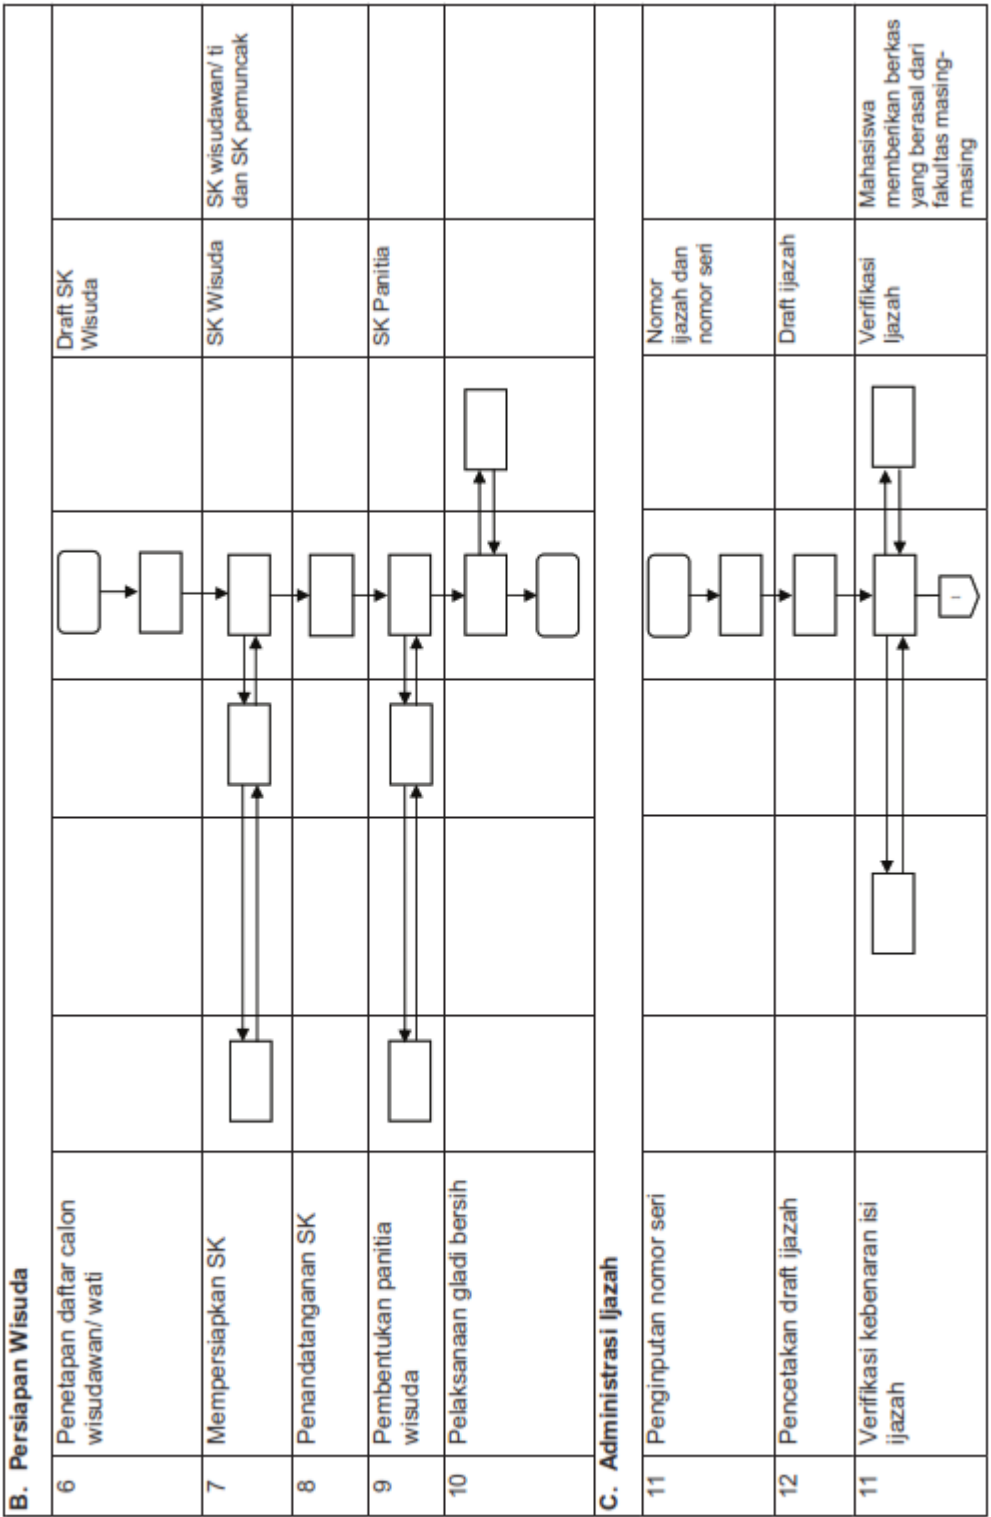 B. Persiapan Wisuda
6
Penetapan daftar calon
wisudawan/ wati
Draft SK
Wisuda
7
Mempersiapkan SK
SK Wisuda
SK wisudawan/ ti
dan SK pemuncak
8
Penandatanganan SK
9
Pembentukan panitia
wisuda
SK Panitia
10
Pelaksanaan gladi bersih
C. Administrasi Ijazah
11
Penginputan nomor seri
Nomor
ijazah dan
nomor seri
12
Pencetakan draft ijazah
Draft ijazah
11
Verifikasi kebenaran isi
ijazah
Verifikasi
Ijazah
Mahasiswa
memberikan berkas
yang berasal dari
fakultas masing-
masing